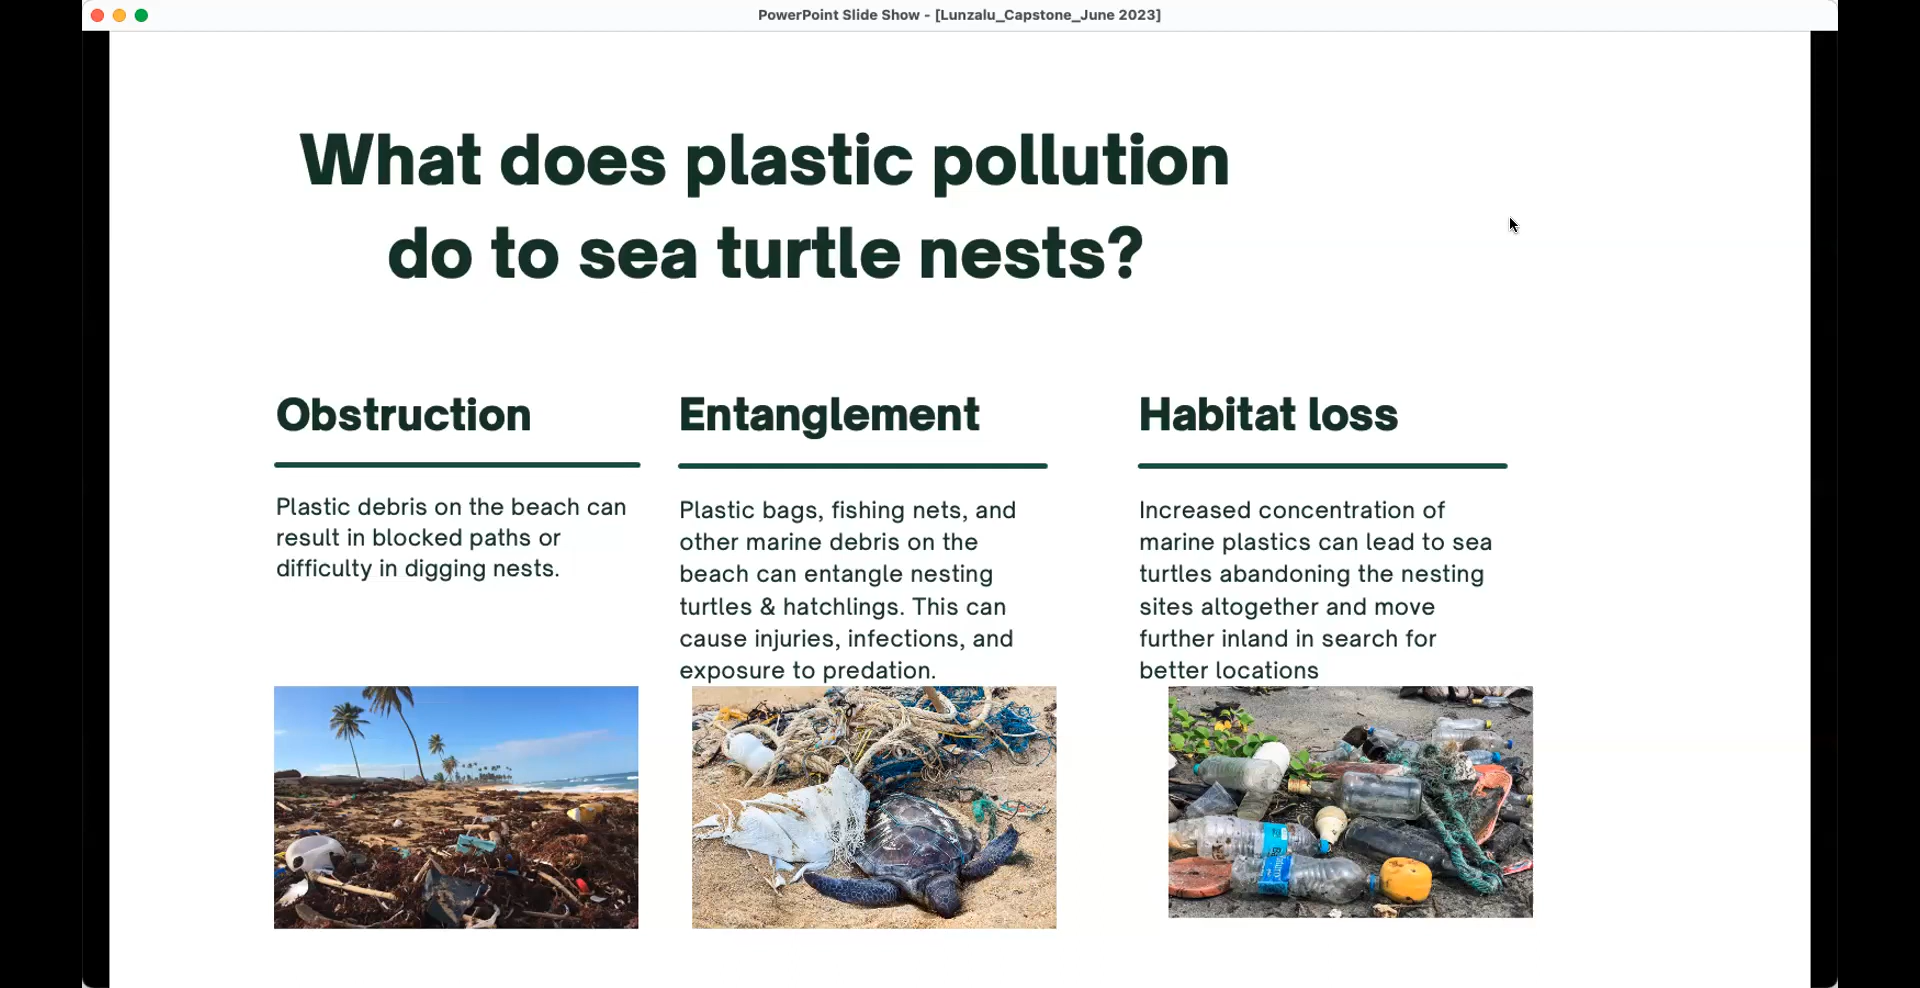 PowerPoint Slide Show - [Lunzalu_Capstone_June 2023]
What does plastic pollution
do to sea turtle nests?
Obstruction
Plastic debris on the beach can
result in blocked paths or
difficulty in digging nests.
Entanglement
Plastic bags, fishing nets, and
other marine debris on the
beach can entangle nesting
turtles & hatchlings. This can
cause injuries, infections, and
exposure to predation.
Habitat loss
Increased concentration of
marine plastics can lead to sea
turtles abandoning the nesting
sites altogether and move
further inland in search for
better locations